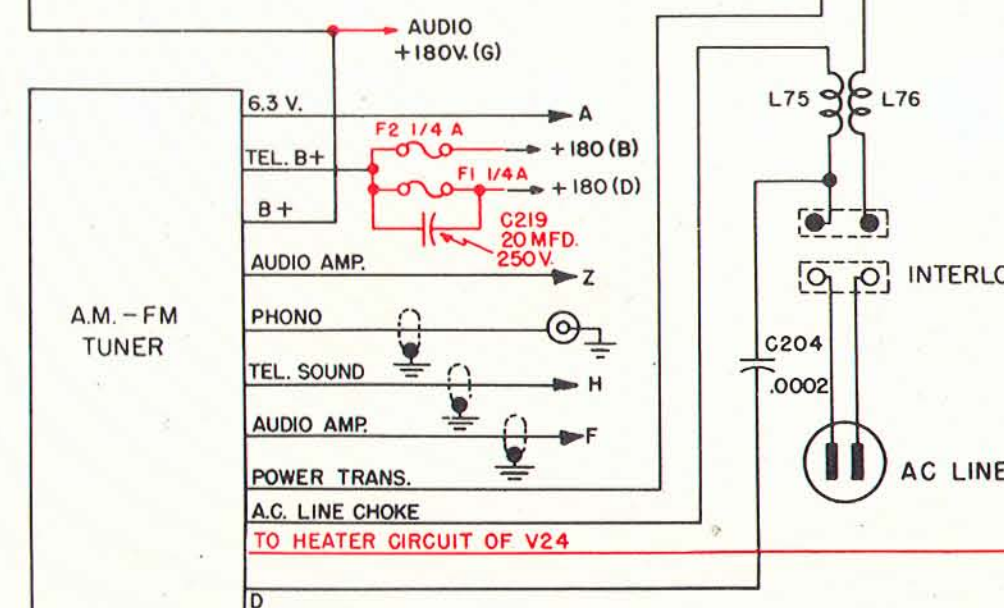 AUDIO
+180V. (G)
6.3 V.
A
F2 1/4 A
+180 (B)
TEL. B+
F1 1/4 A
+180 (D)
B+
C219
20 MFD.
250 V.
AUDIO AMP.
Z
L75
L76
INTERLO
A.M. – FM
TUNER
PHONO
C204
.0002
TEL. SOUND
H
AUDIO AMP.
F
AC LINE
POWER TRANS.
A.C. LINE CHOKE
TO HEATER CIRCUIT OF V24
D